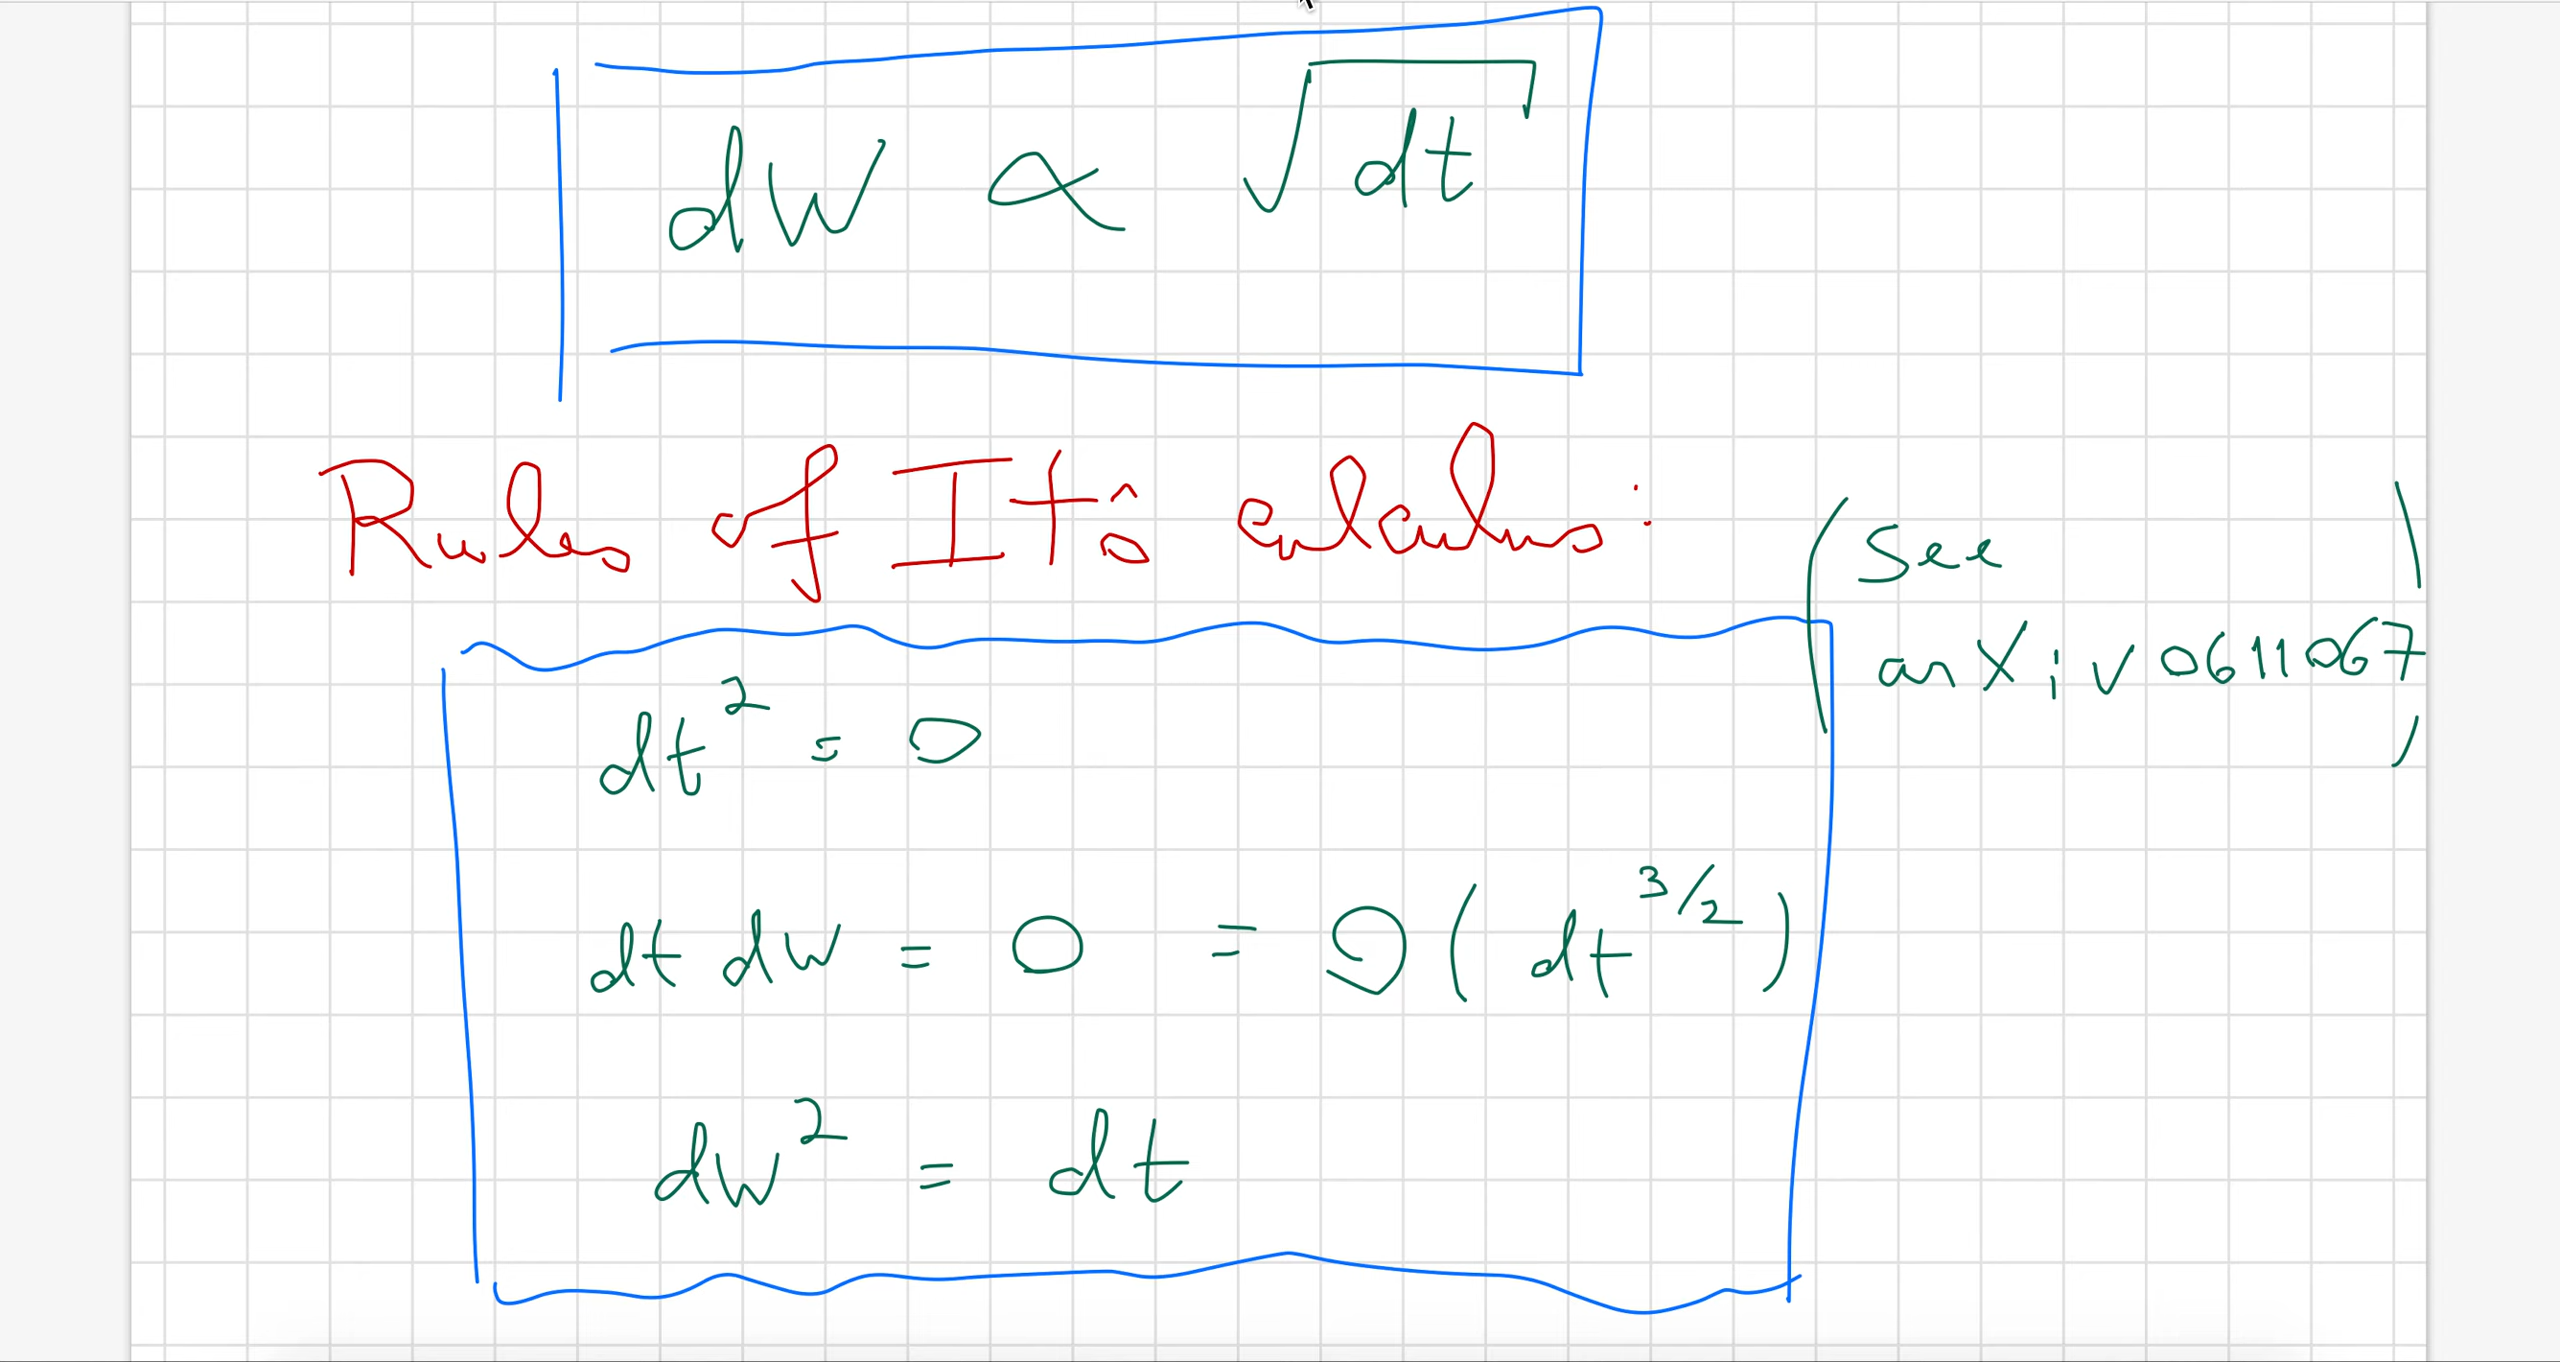 dW ∝ √dt
Rules of Itô calculus:
(See
arXiv 0611067)
dt² = 0
dt dW = 0 = O(dt^{3/2})
dW² = dt